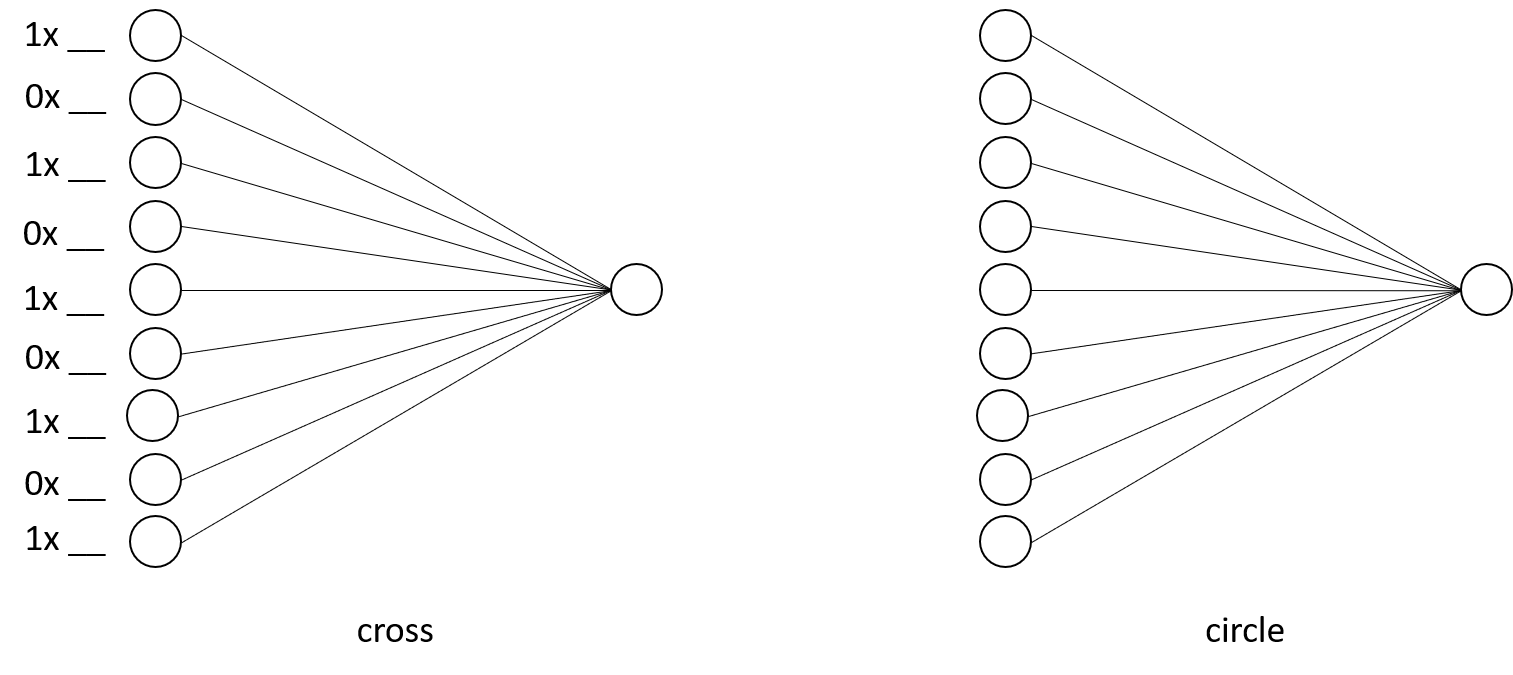 1x __
0x __
1x __
0x __
1x __
0x __
1x __
0x __
1x __
cross
circle